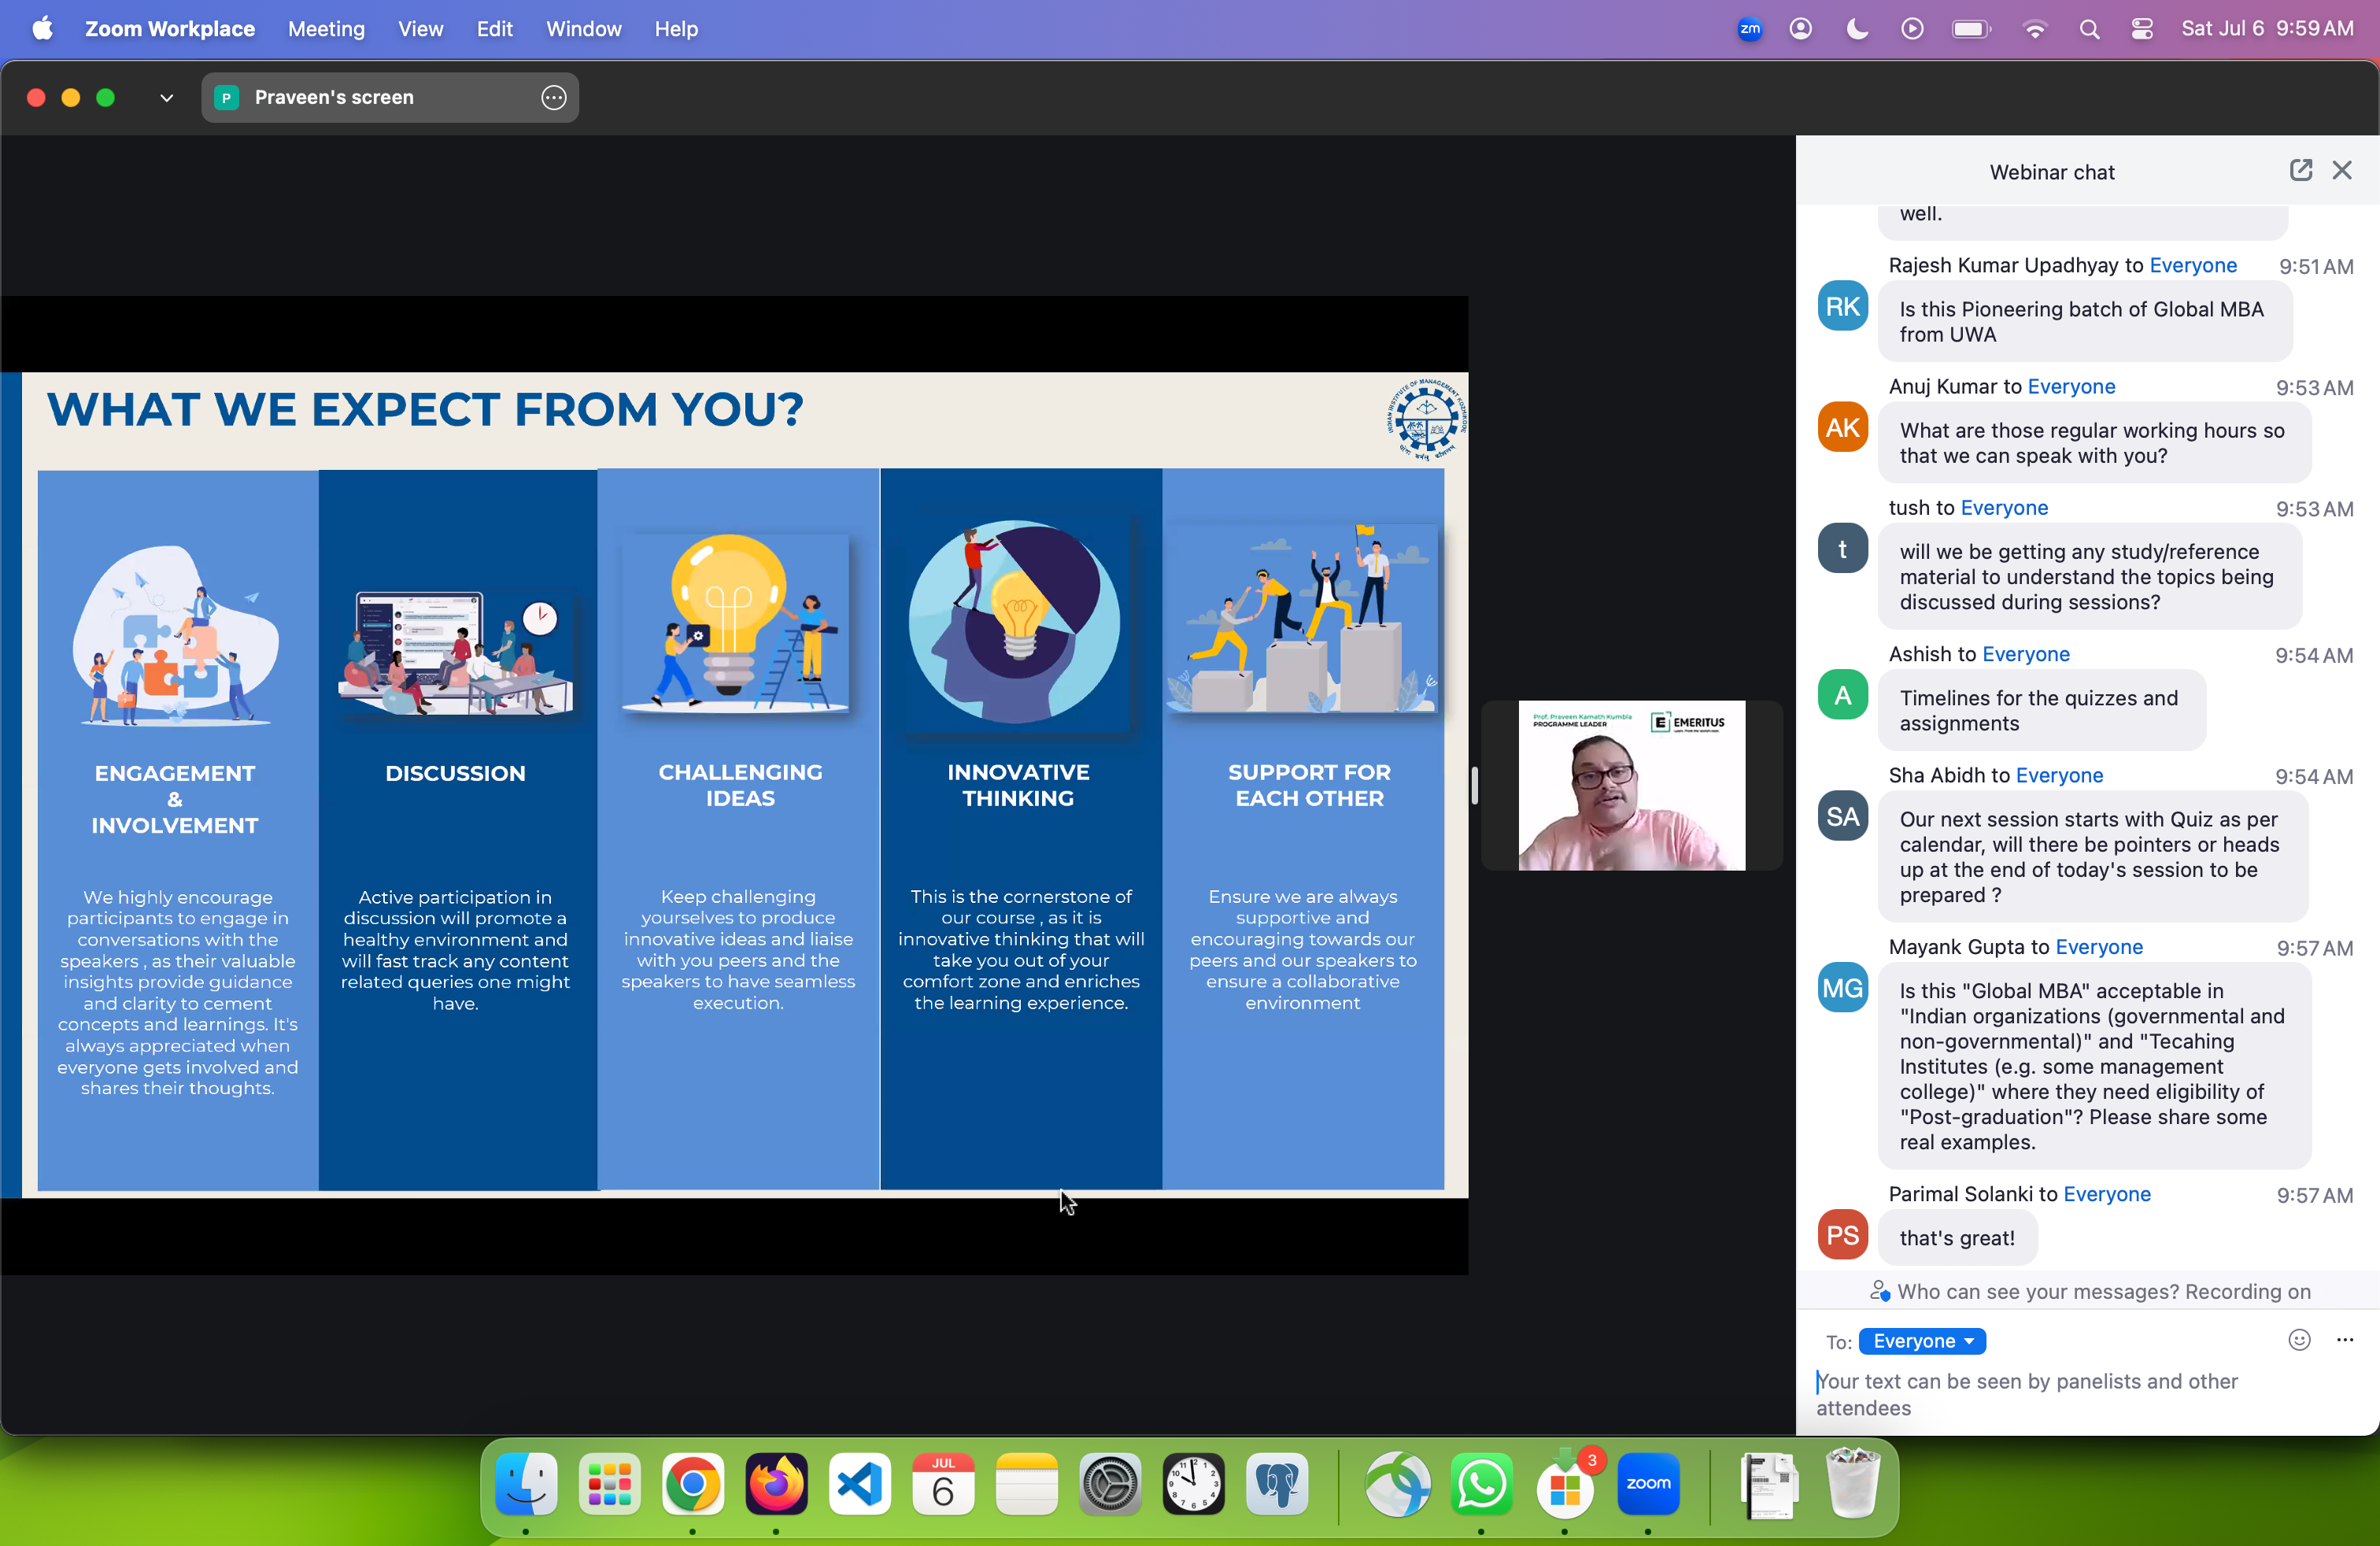 Zoom Workplace Meeting View Edit Window Help
zm
Sat Jul 6 9:59 AM
P Praveen's screen
WHAT WE EXPECT FROM YOU?
INDIAN INSTITUTE OF MANAGEMENT KOZHIKODE
ENGAGEMENT
&
INVOLVEMENT
We highly encourage
participants to engage in
conversations with the
speakers , as their valuable
insights provide guidance
and clarity to cement
concepts and learnings. It's
always appreciated when
everyone gets involved and
shares their thoughts.
DISCUSSION
Active participation in
discussion will promote a
healthy environment and
will fast track any content
related queries one might
have.
CHALLENGING
IDEAS
Keep challenging
yourselves to produce
innovative ideas and liaise
with you peers and the
speakers to have seamless
execution.
INNOVATIVE
THINKING
This is the cornerstone of
our course , as it is
innovative thinking that will
take you out of your
comfort zone and enriches
the learning experience.
SUPPORT FOR
EACH OTHER
Ensure we are always
supportive and
encouraging towards our
peers and our speakers to
ensure a collaborative
environment
Prof. Praveen Kamath Kumbla
PROGRAMME LEADER
E EMERITUS
Webinar chat
well.
Rajesh Kumar Upadhyay to Everyone 9:51 AM
RK
Is this Pioneering batch of Global MBA
from UWA
Anuj Kumar to Everyone 9:53 AM
AK
What are those regular working hours so
that we can speak with you?
tush to Everyone 9:53 AM
t
will we be getting any study/reference
material to understand the topics being
discussed during sessions?
Ashish to Everyone 9:54 AM
A
Timelines for the quizzes and
assignments
Sha Abidh to Everyone 9:54 AM
SA
Our next session starts with Quiz as per
calendar, will there be pointers or heads
up at the end of today's session to be
prepared ?
Mayank Gupta to Everyone 9:57 AM
MG
Is this "Global MBA" acceptable in
"Indian organizations (governmental and
non-governmental)" and "Tecahing
Institutes (e.g. some management
college)" where they need eligibility of
"Post-graduation"? Please share some
real examples.
Parimal Solanki to Everyone 9:57 AM
PS
that's great!
Who can see your messages? Recording on
To: Everyone
Your text can be seen by panelists and other
attendees
JUL
6
3
zoom